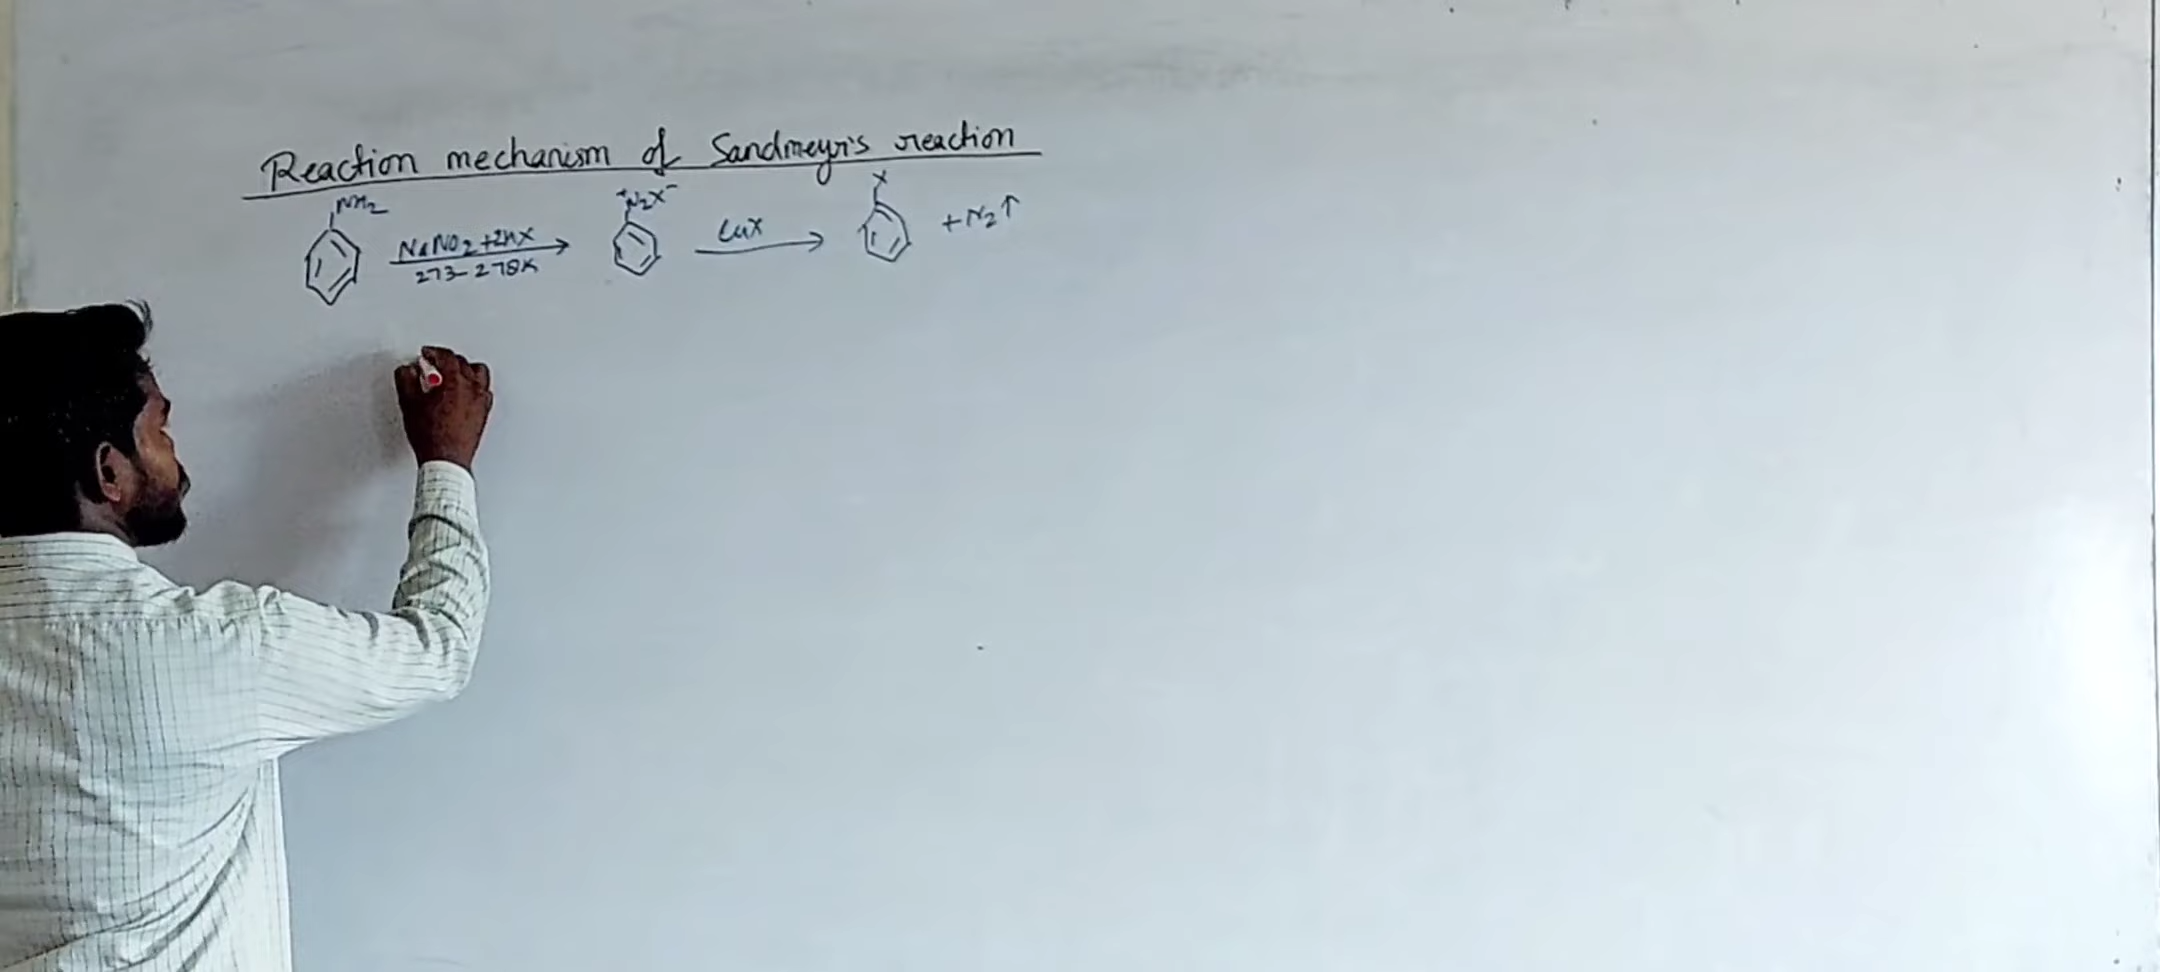 Reaction mechanism of Sandmeyr's reaction
NH2 NaNO2+2HX 273-278K +N2X- CuX X +N2↑